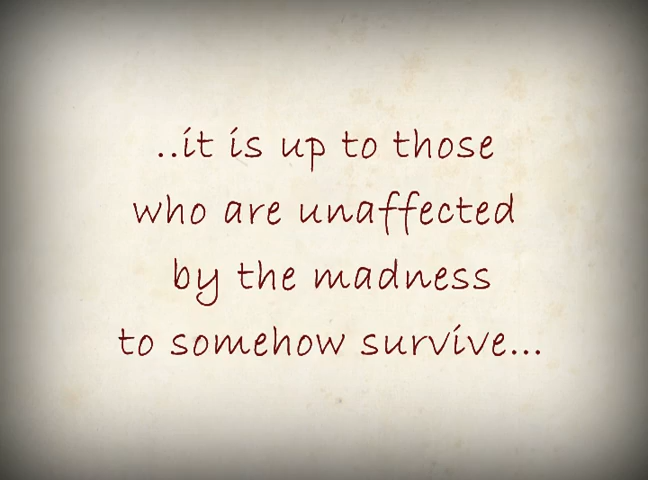 ..it is up to those
who are unaffected
by the madness
to somehow survive...